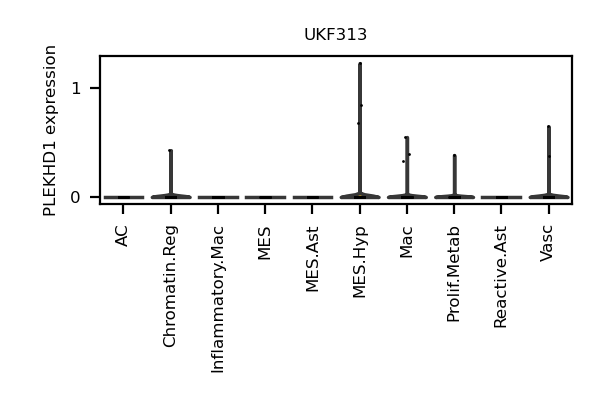 UKF313
PLEKHD1 expression
1
0
AC
Chromatin.Reg
Inflammatory.Mac
MES
MES.Ast
MES.Hyp
Mac
Prolif.Metab
Reactive.Ast
Vasc